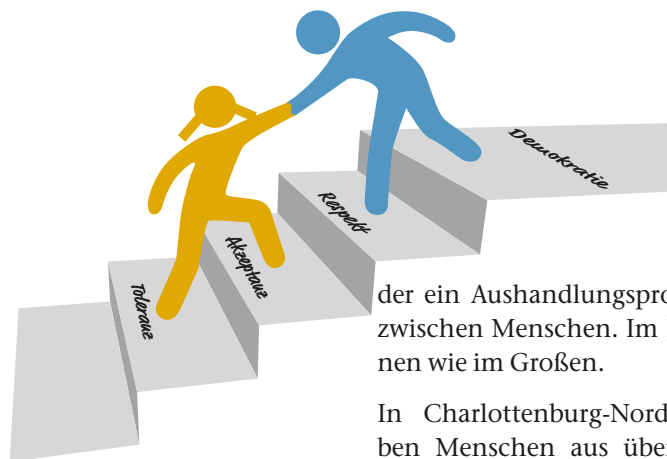 Demokratie
Respekt
Akzeptanz
Toleranz
der ein Aushandlungspro
zwischen Menschen. Im
nen wie im Großen.
In Charlottenburg-Nord
ben Menschen aus über